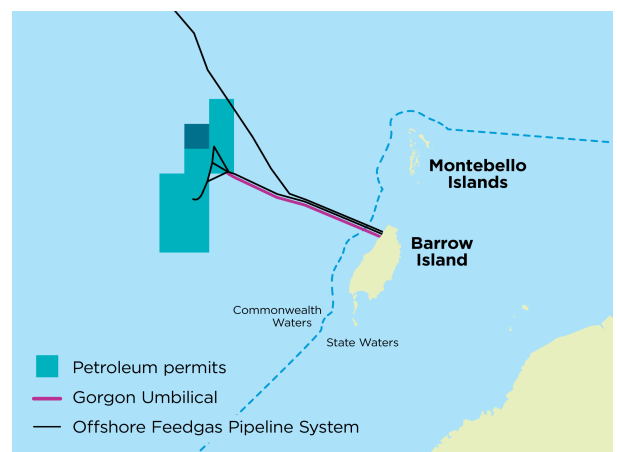 Montebello
Islands
Barrow
Island
Commonwealth
Waters
State Waters
Petroleum permits
Gorgon Umbilical
Offshore Feedgas Pipeline System